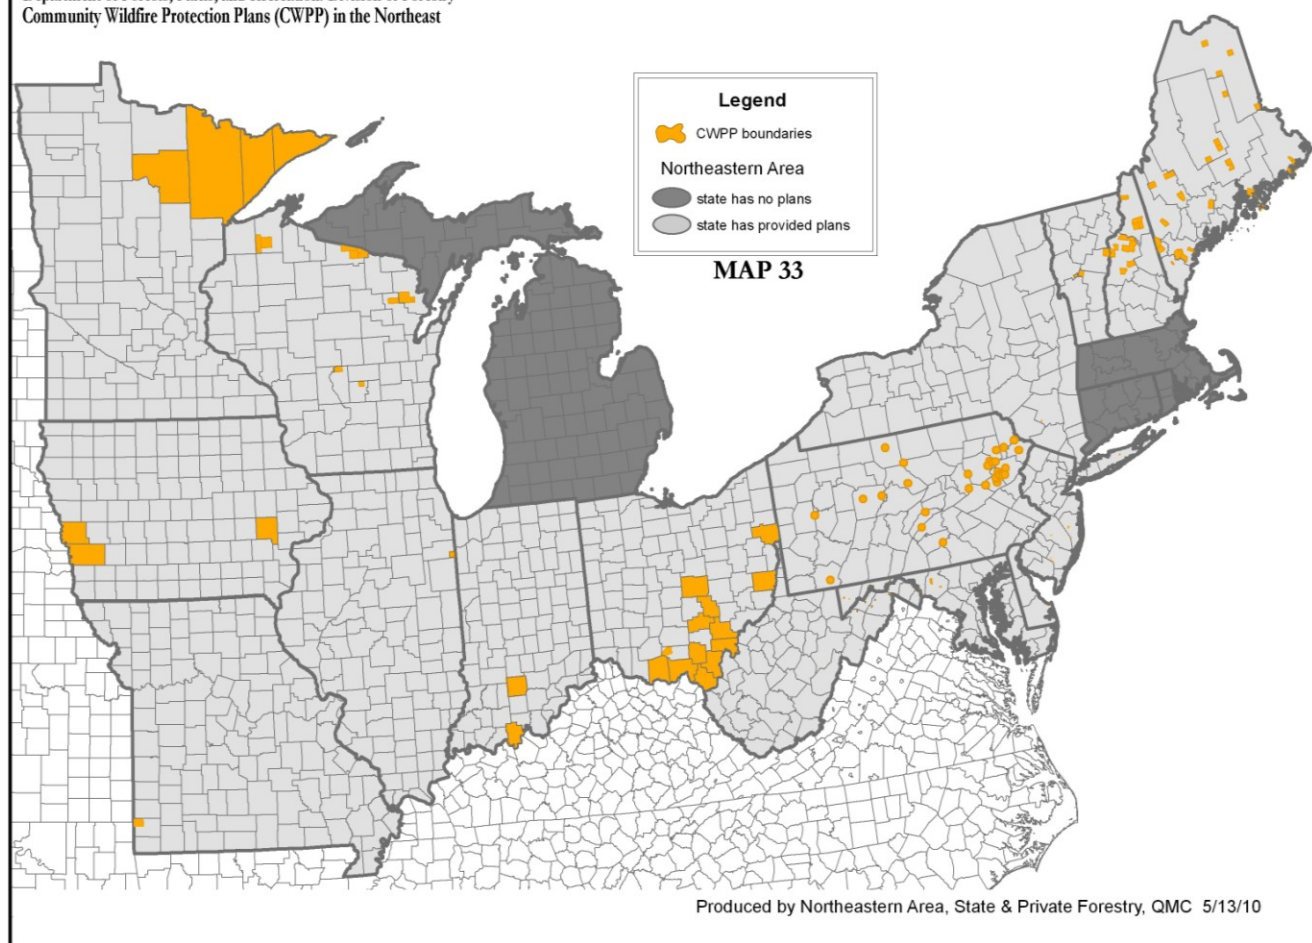 Community Wildfire Protection Plans (CWPP) in the Northeast
Legend
CWPP boundaries
Northeastern Area
state has no plans
state has provided plans
MAP 33
Produced by Northeastern Area, State & Private Forestry, QMC 5/13/10